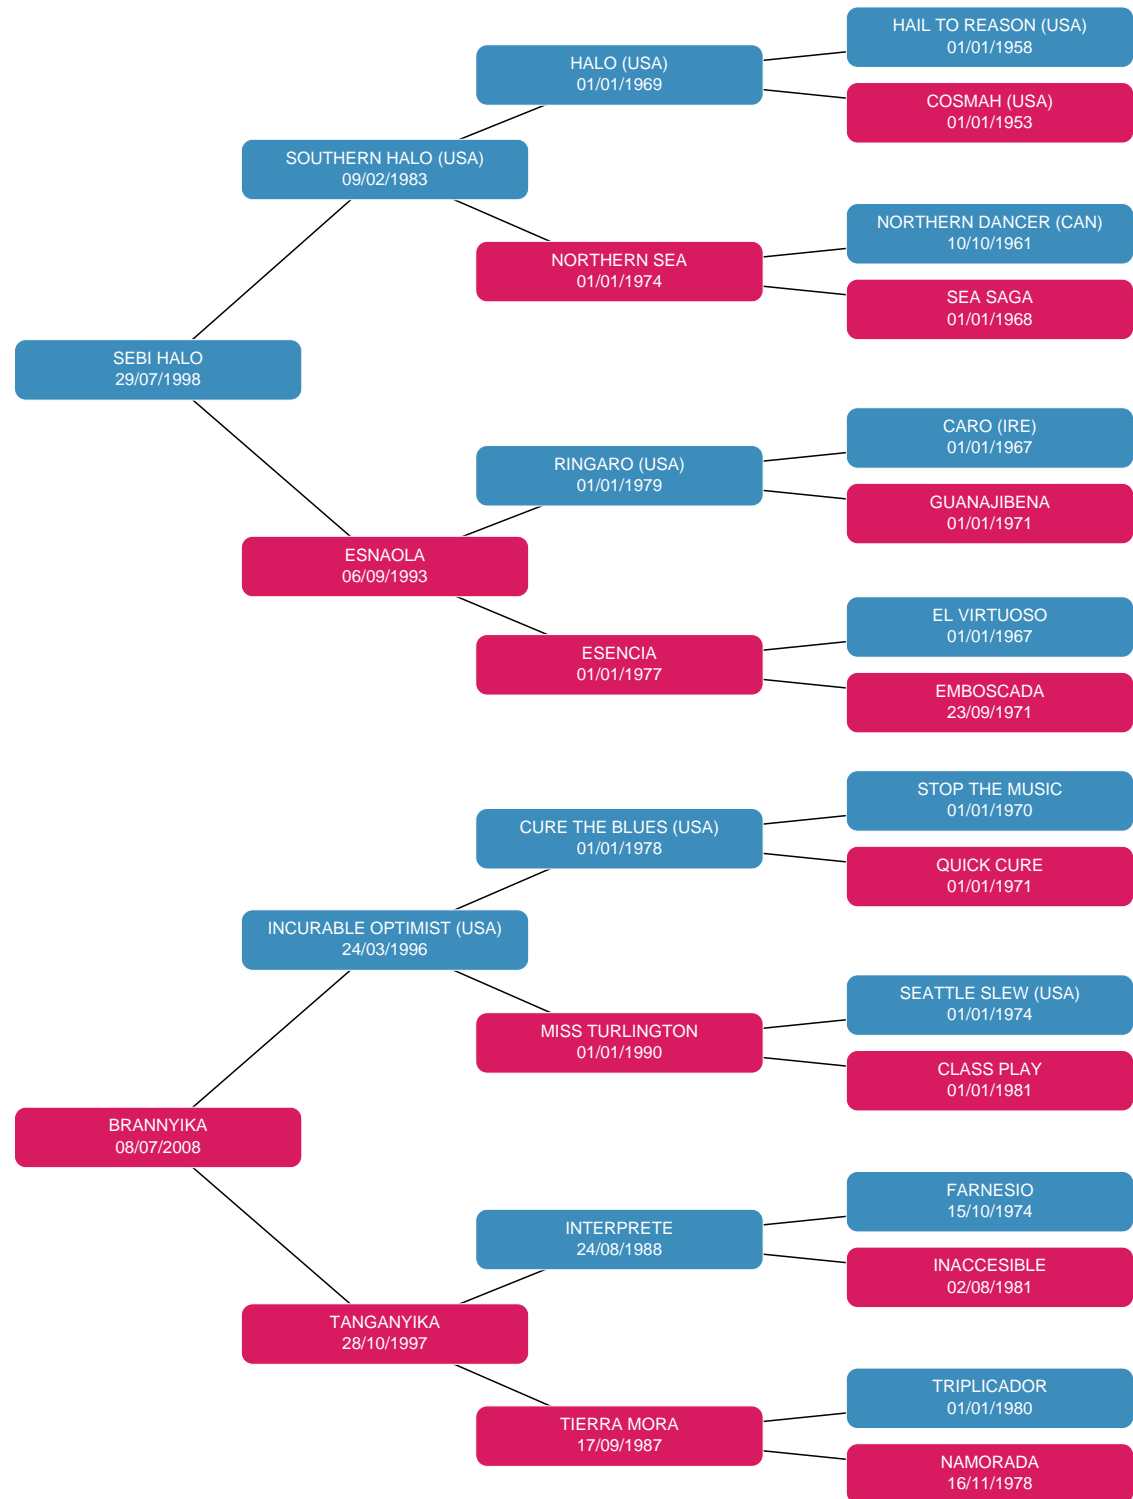 HAIL TO REASON (USA)
01/01/1958
HALO (USA)
01/01/1969
COSMAH (USA)
01/01/1953
SOUTHERN HALO (USA)
09/02/1983
NORTHERN DANCER (CAN)
10/10/1961
NORTHERN SEA
01/01/1974
SEA SAGA
01/01/1968
SEBI HALO
29/07/1998
CARO (IRE)
01/01/1967
RINGARO (USA)
01/01/1979
GUANAJIBENA
01/01/1971
ESNAOLA
06/09/1993
EL VIRTUOSO
01/01/1967
ESENCIA
01/01/1977
EMBOSCADA
23/09/1971
STOP THE MUSIC
01/01/1970
CURE THE BLUES (USA)
01/01/1978
QUICK CURE
01/01/1971
INCURABLE OPTIMIST (USA)
24/03/1996
SEATTLE SLEW (USA)
01/01/1974
MISS TURLINGTON
01/01/1990
CLASS PLAY
01/01/1981
BRANNYIKA
08/07/2008
FARNESIO
15/10/1974
INTERPRETE
24/08/1988
INACCESIBLE
02/08/1981
TANGANYIKA
28/10/1997
TRIPLICADOR
01/01/1980
TIERRA MORA
17/09/1987
NAMORADA
16/11/1978